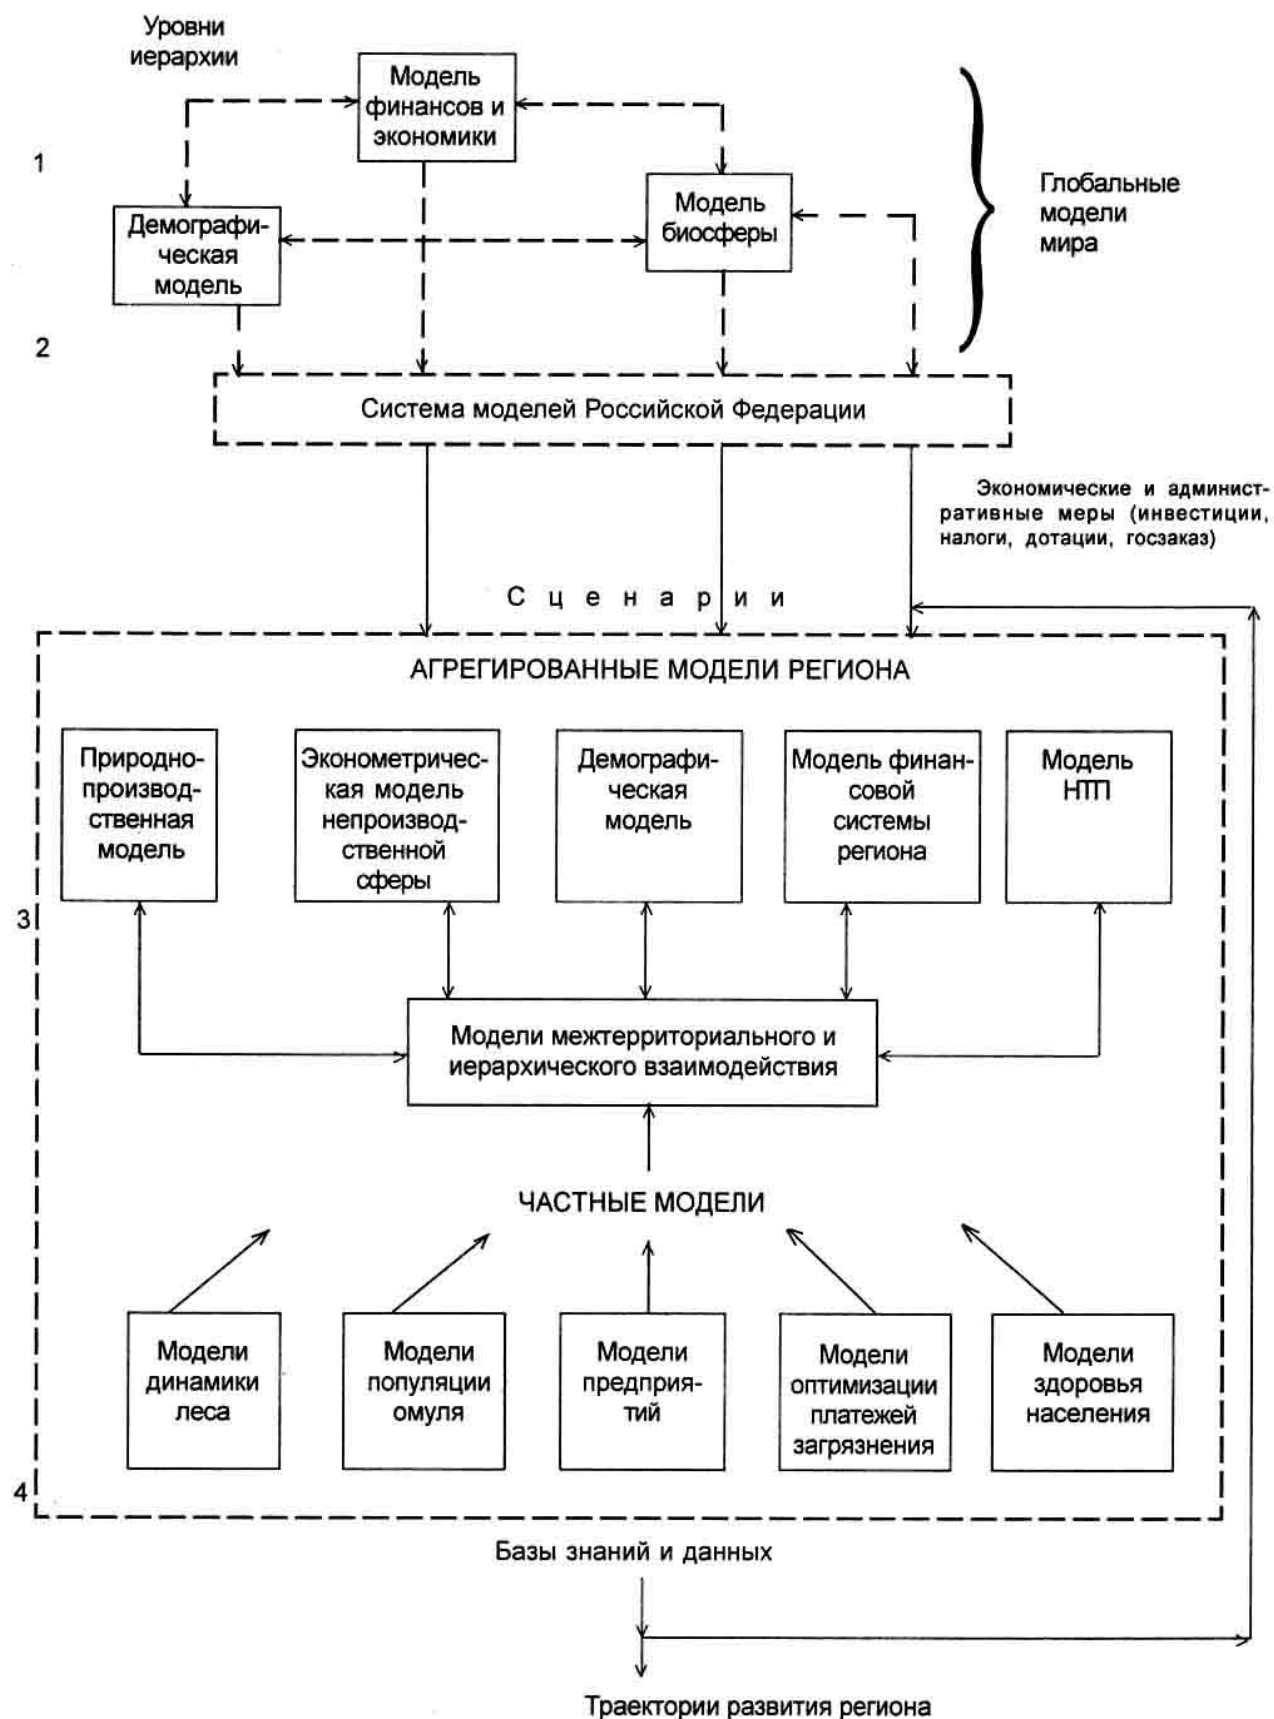 Уровни
иерархии
Модель
финансов и
экономики
1
Демографи-
ческая
модель
Модель
биосферы
Глобальные
модели
мира
2
Система моделей Российской Федерации
Экономические и админист-
ративные меры (инвестиции,
налоги, дотации, госзаказ)
Сценарии
АГРЕГИРОВАННЫЕ МОДЕЛИ РЕГИОНА
Природно-
производ-
ственная
модель
Эконометричес-
кая модель
непроизвод-
ственной
сферы
Демографи-
ческая
модель
Модель финан-
совой
системы
региона
Модель
НТП
3
Модели межтерриториального и
иерархического взаимодействия
ЧАСТНЫЕ МОДЕЛИ
Модели
динамики
леса
Модели
популяции
омуля
Модели
предприя-
тий
Модели
оптимизации
платежей
загрязнения
Модели
здоровья
населения
4
Базы знаний и данных
Траектории развития региона